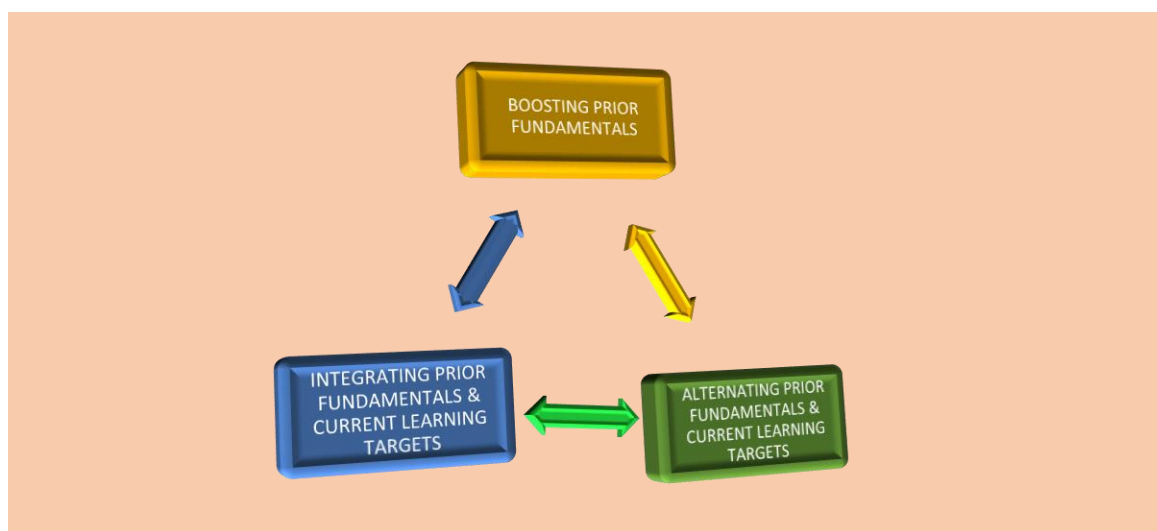 BOOSTING PRIOR
FUNDAMENTALS
INTEGRATING PRIOR
FUNDAMENTALS &
CURRENT LEARNING
TARGETS
ALTERNATING PRIOR
FUNDAMENTALS &
CURRENT LEARNING
TARGETS